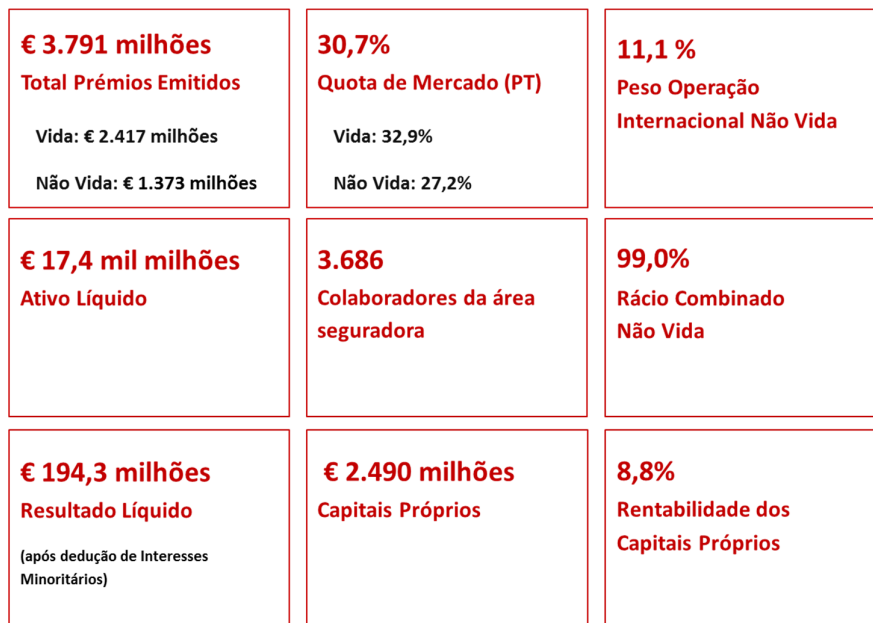 € 3.791 milhões
Total Prémios Emitidos
Vida: € 2.417 milhões
Não Vida: € 1.373 milhões
30,7%
Quota de Mercado (PT)
Vida: 32,9%
Não Vida: 27,2%
11,1 %
Peso Operação
Internacional Não Vida
€ 17,4 mil milhões
Ativo Líquido
3.686
Colaboradores da área
seguradora
99,0%
Rácio Combinado
Não Vida
€ 194,3 milhões
Resultado Líquido
(após dedução de Interesses
Minoritários)
€ 2.490 milhões
Capitais Próprios
8,8%
Rentabilidade dos
Capitais Próprios